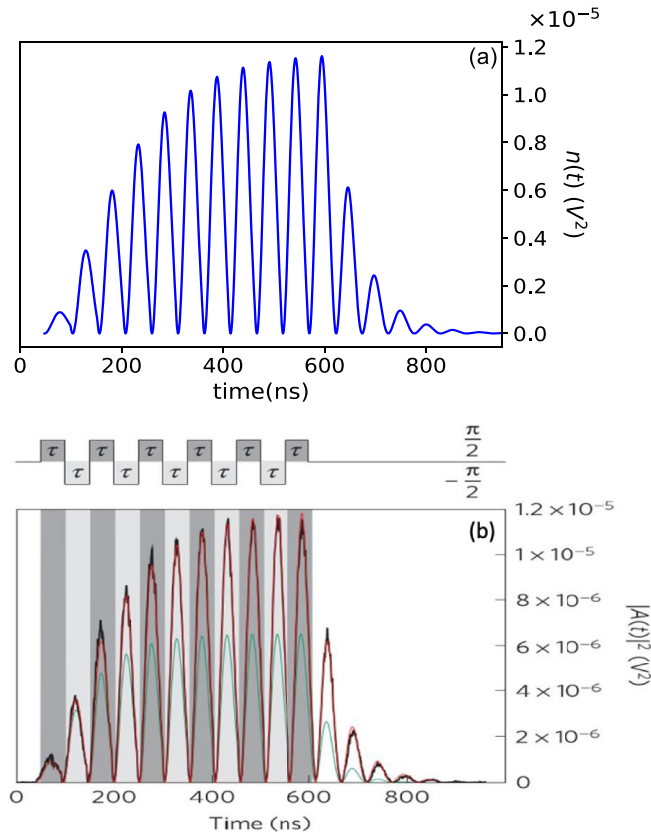 ×10⁻⁵
(a)
1.2
1.0
0.8
0.6
0.4
0.2
0.0
n(t) (V²)
0 200 400 600 800
time(ns)
τ τ τ τ τ τ π/2
τ τ τ τ τ −π/2
(b)
1.2 × 10⁻⁵
1 × 10⁻⁵
8 × 10⁻⁶
6 × 10⁻⁶
4 × 10⁻⁶
2 × 10⁻⁶
0
|A(t)|² (V²)
0 200 400 600 800
Time (ns)